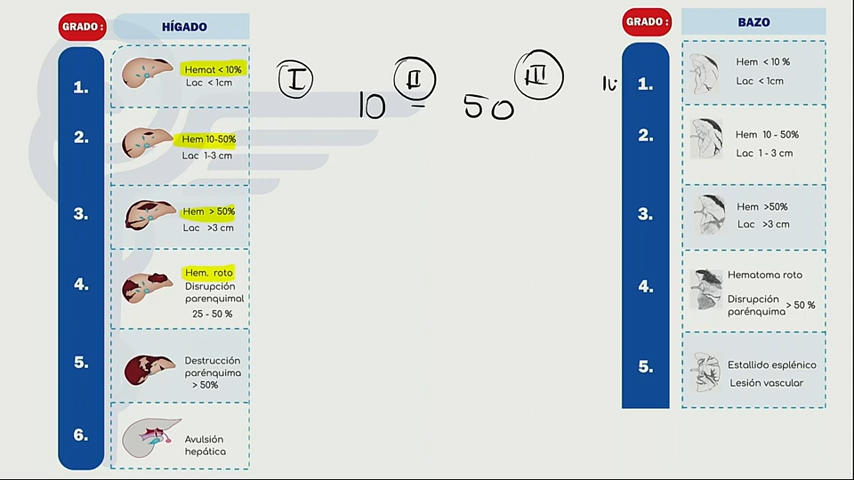 GRADO : HÍGADO
1.
Hemat < 10%
Lac < 1cm
2.
Hem 10-50%
Lac 1-3 cm
3.
Hem > 50%
Lac >3 cm
4.
Hem. roto
Disrupción
parenquimal
25 - 50 %
5.
Destrucción
parénquima
> 50%
6.
Avulsión
hepática
I II III
10 - 50
GRADO : BAZO
1.
Hem < 10 %
Lac < 1cm
2.
Hem 10 - 50%
Lac 1 - 3 cm
3.
Hem >50%
Lac >3 cm
4.
Hematoma roto
Disrupción
parénquima > 50 %
5.
Estallido esplénico
Lesión vascular